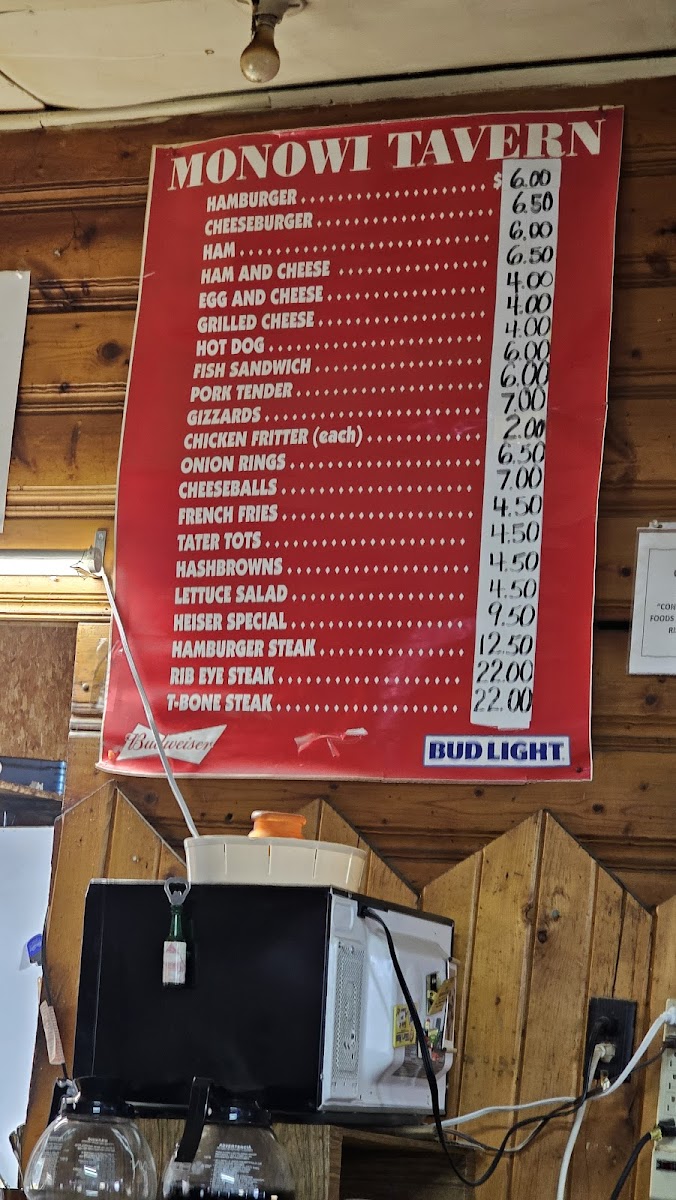 MONOWI TAVERN
HAMBURGER ........................ $ 6.00
CHEESEBURGER ........................ 6.50
HAM ........................ 6.00
HAM AND CHEESE ........................ 6.50
EGG AND CHEESE ........................ 4.00
GRILLED CHEESE ........................ 4.00
HOT DOG ........................ 4.00
FISH SANDWICH ........................ 6.00
PORK TENDER ........................ 6.00
GIZZARDS ........................ 7.00
CHICKEN FRITTER (each) ........................ 2.00
ONION RINGS ........................ 6.50
CHEESEBALLS ........................ 7.00
FRENCH FRIES ........................ 4.50
TATER TOTS ........................ 4.50
HASHBROWNS ........................ 4.50
LETTUCE SALAD ........................ 4.50
HEISER SPECIAL ........................ 9.50
HAMBURGER STEAK ........................ 12.50
RIB EYE STEAK ........................ 22.00
T-BONE STEAK ........................ 22.00
Budweiser
BUD LIGHT
FOODS